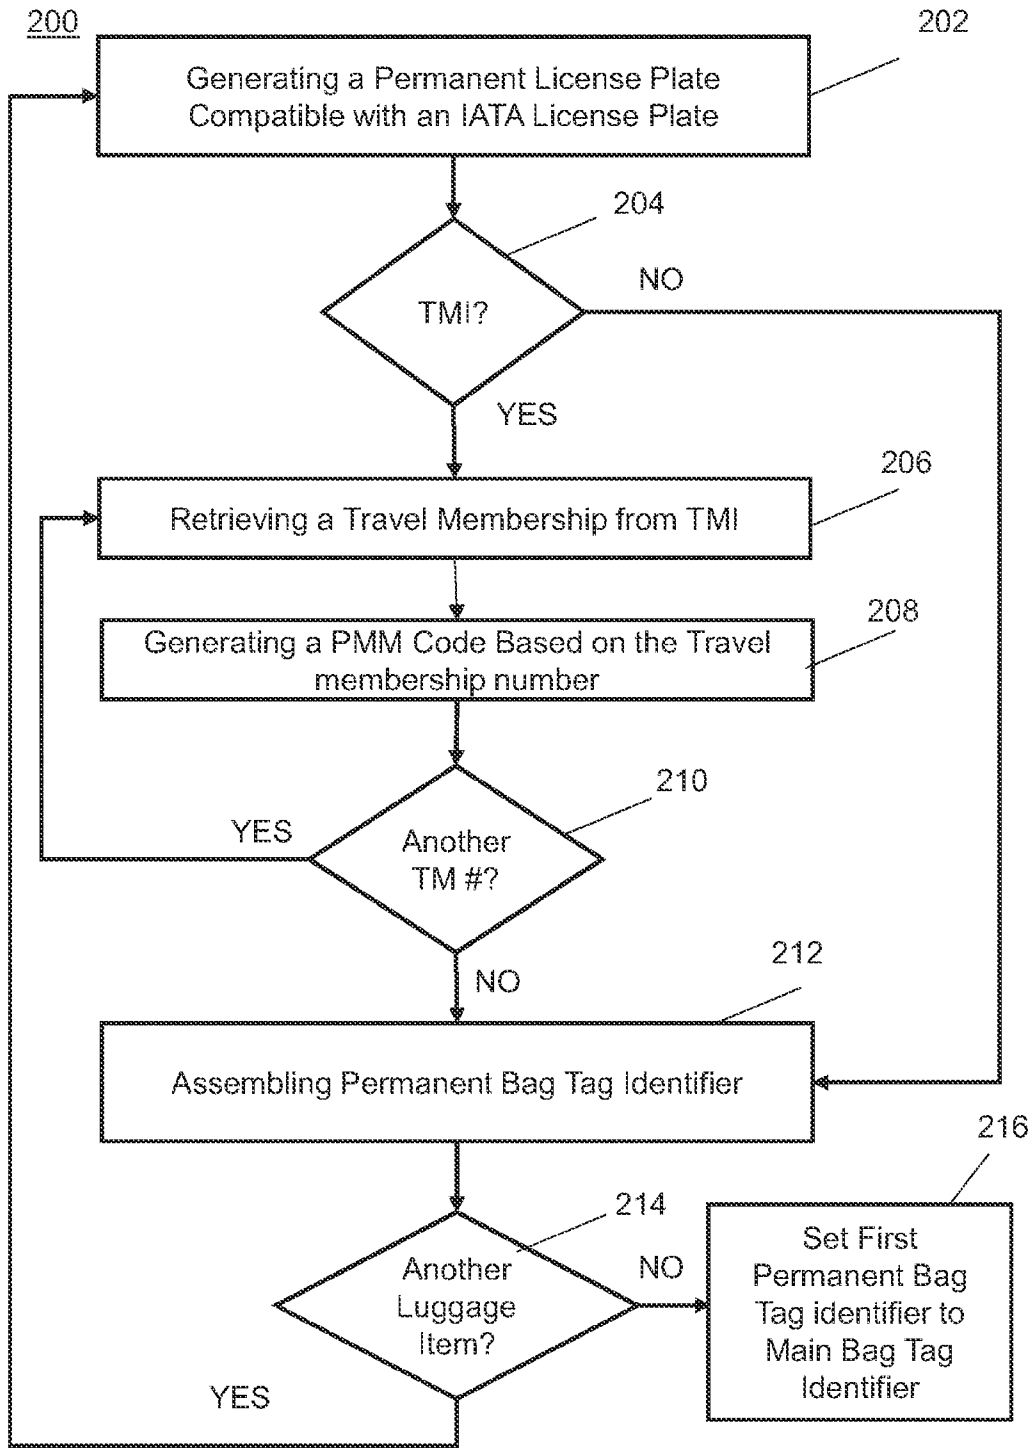 200
202
Generating a Permanent License Plate
Compatible with an IATA License Plate
204
TMI?
NO
YES
206
Retrieving a Travel Membership from TMI
208
Generating a PMM Code Based on the Travel
membership number
210
Another
TM #?
YES
NO
212
Assembling Permanent Bag Tag Identifier
214
Another
Luggage
Item?
NO
YES
216
Set First
Permanent Bag
Tag identifier to
Main Bag Tag
Identifier